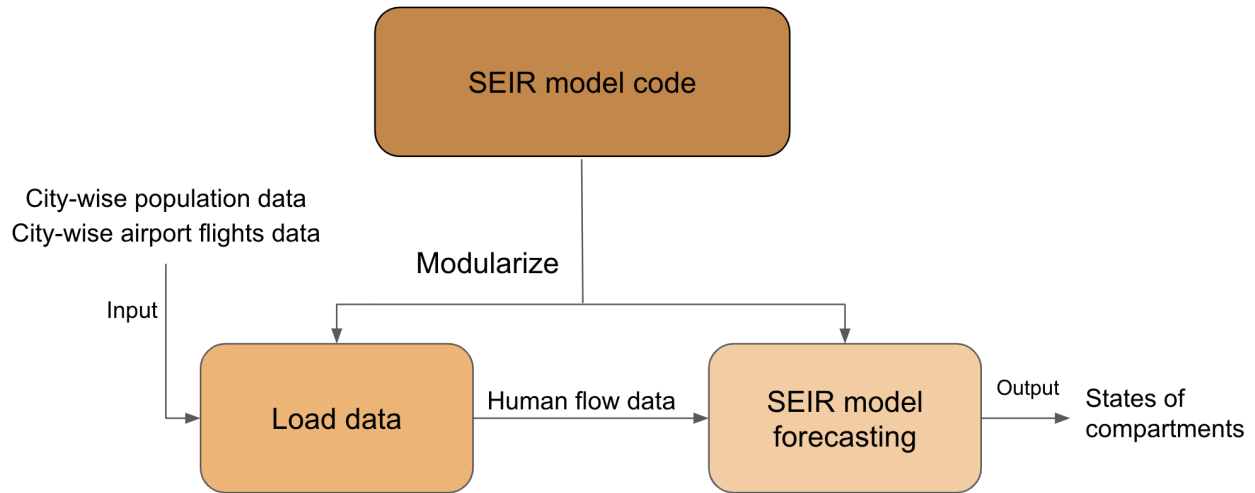 SEIR model code
City-wise population data
City-wise airport flights data
Modularize
Input
Load data
Human flow data
SEIR model
forecasting
Output
States of
compartments